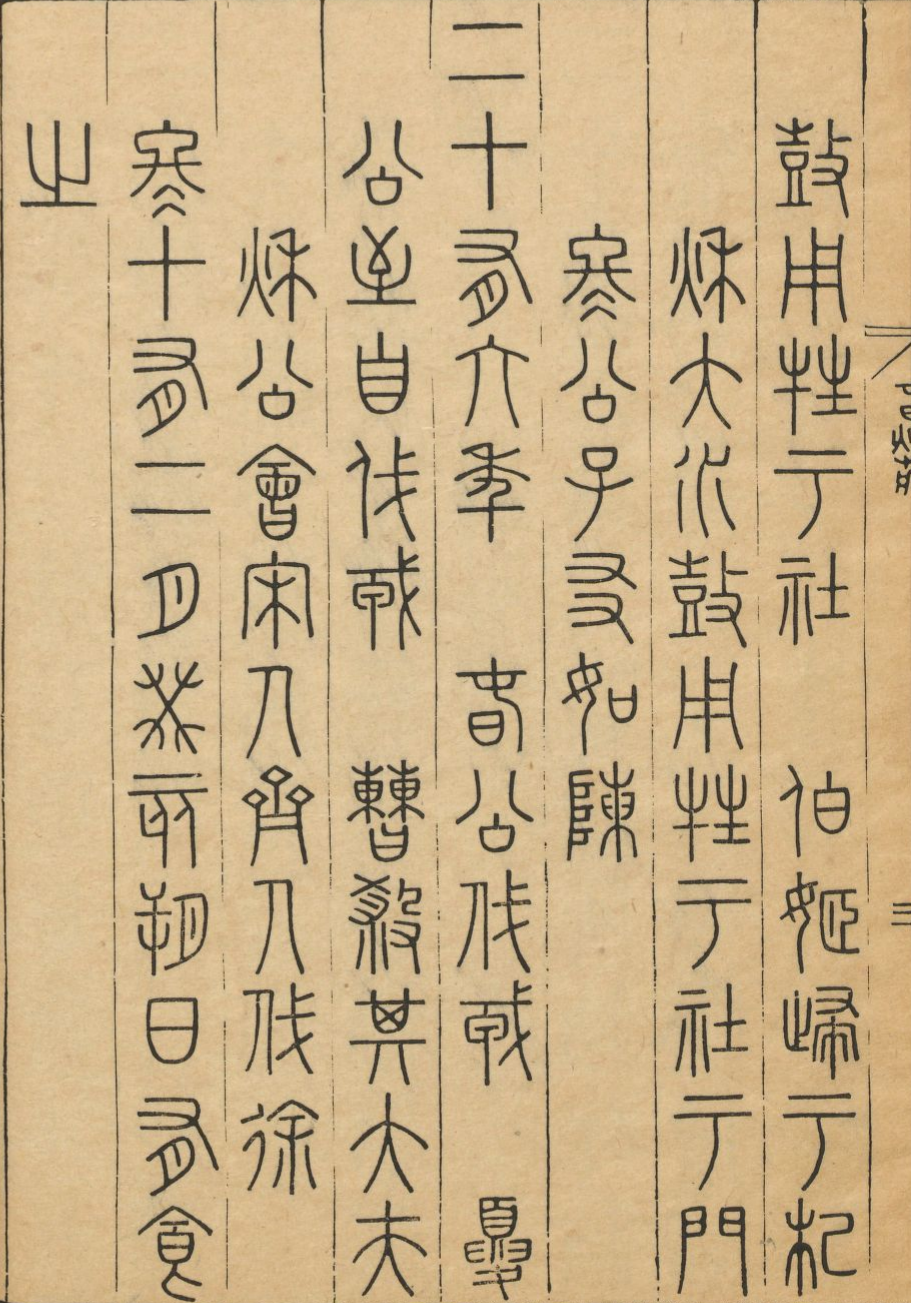 鼓用牲于社　伯姬歸于杞
秋大水鼓用牲于社于門
冬公子友如陳
二十有六年　春公伐戎　夏
公至自伐戎　曹殺其大夫
秋公會宋人齊人伐徐
冬十有二月癸亥朔日有食
之